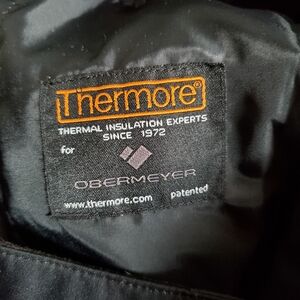 Thermore®
THERMAL INSULATION EXPERTS
SINCE 1972
for
OBERMEYER
www.thermore.com patented